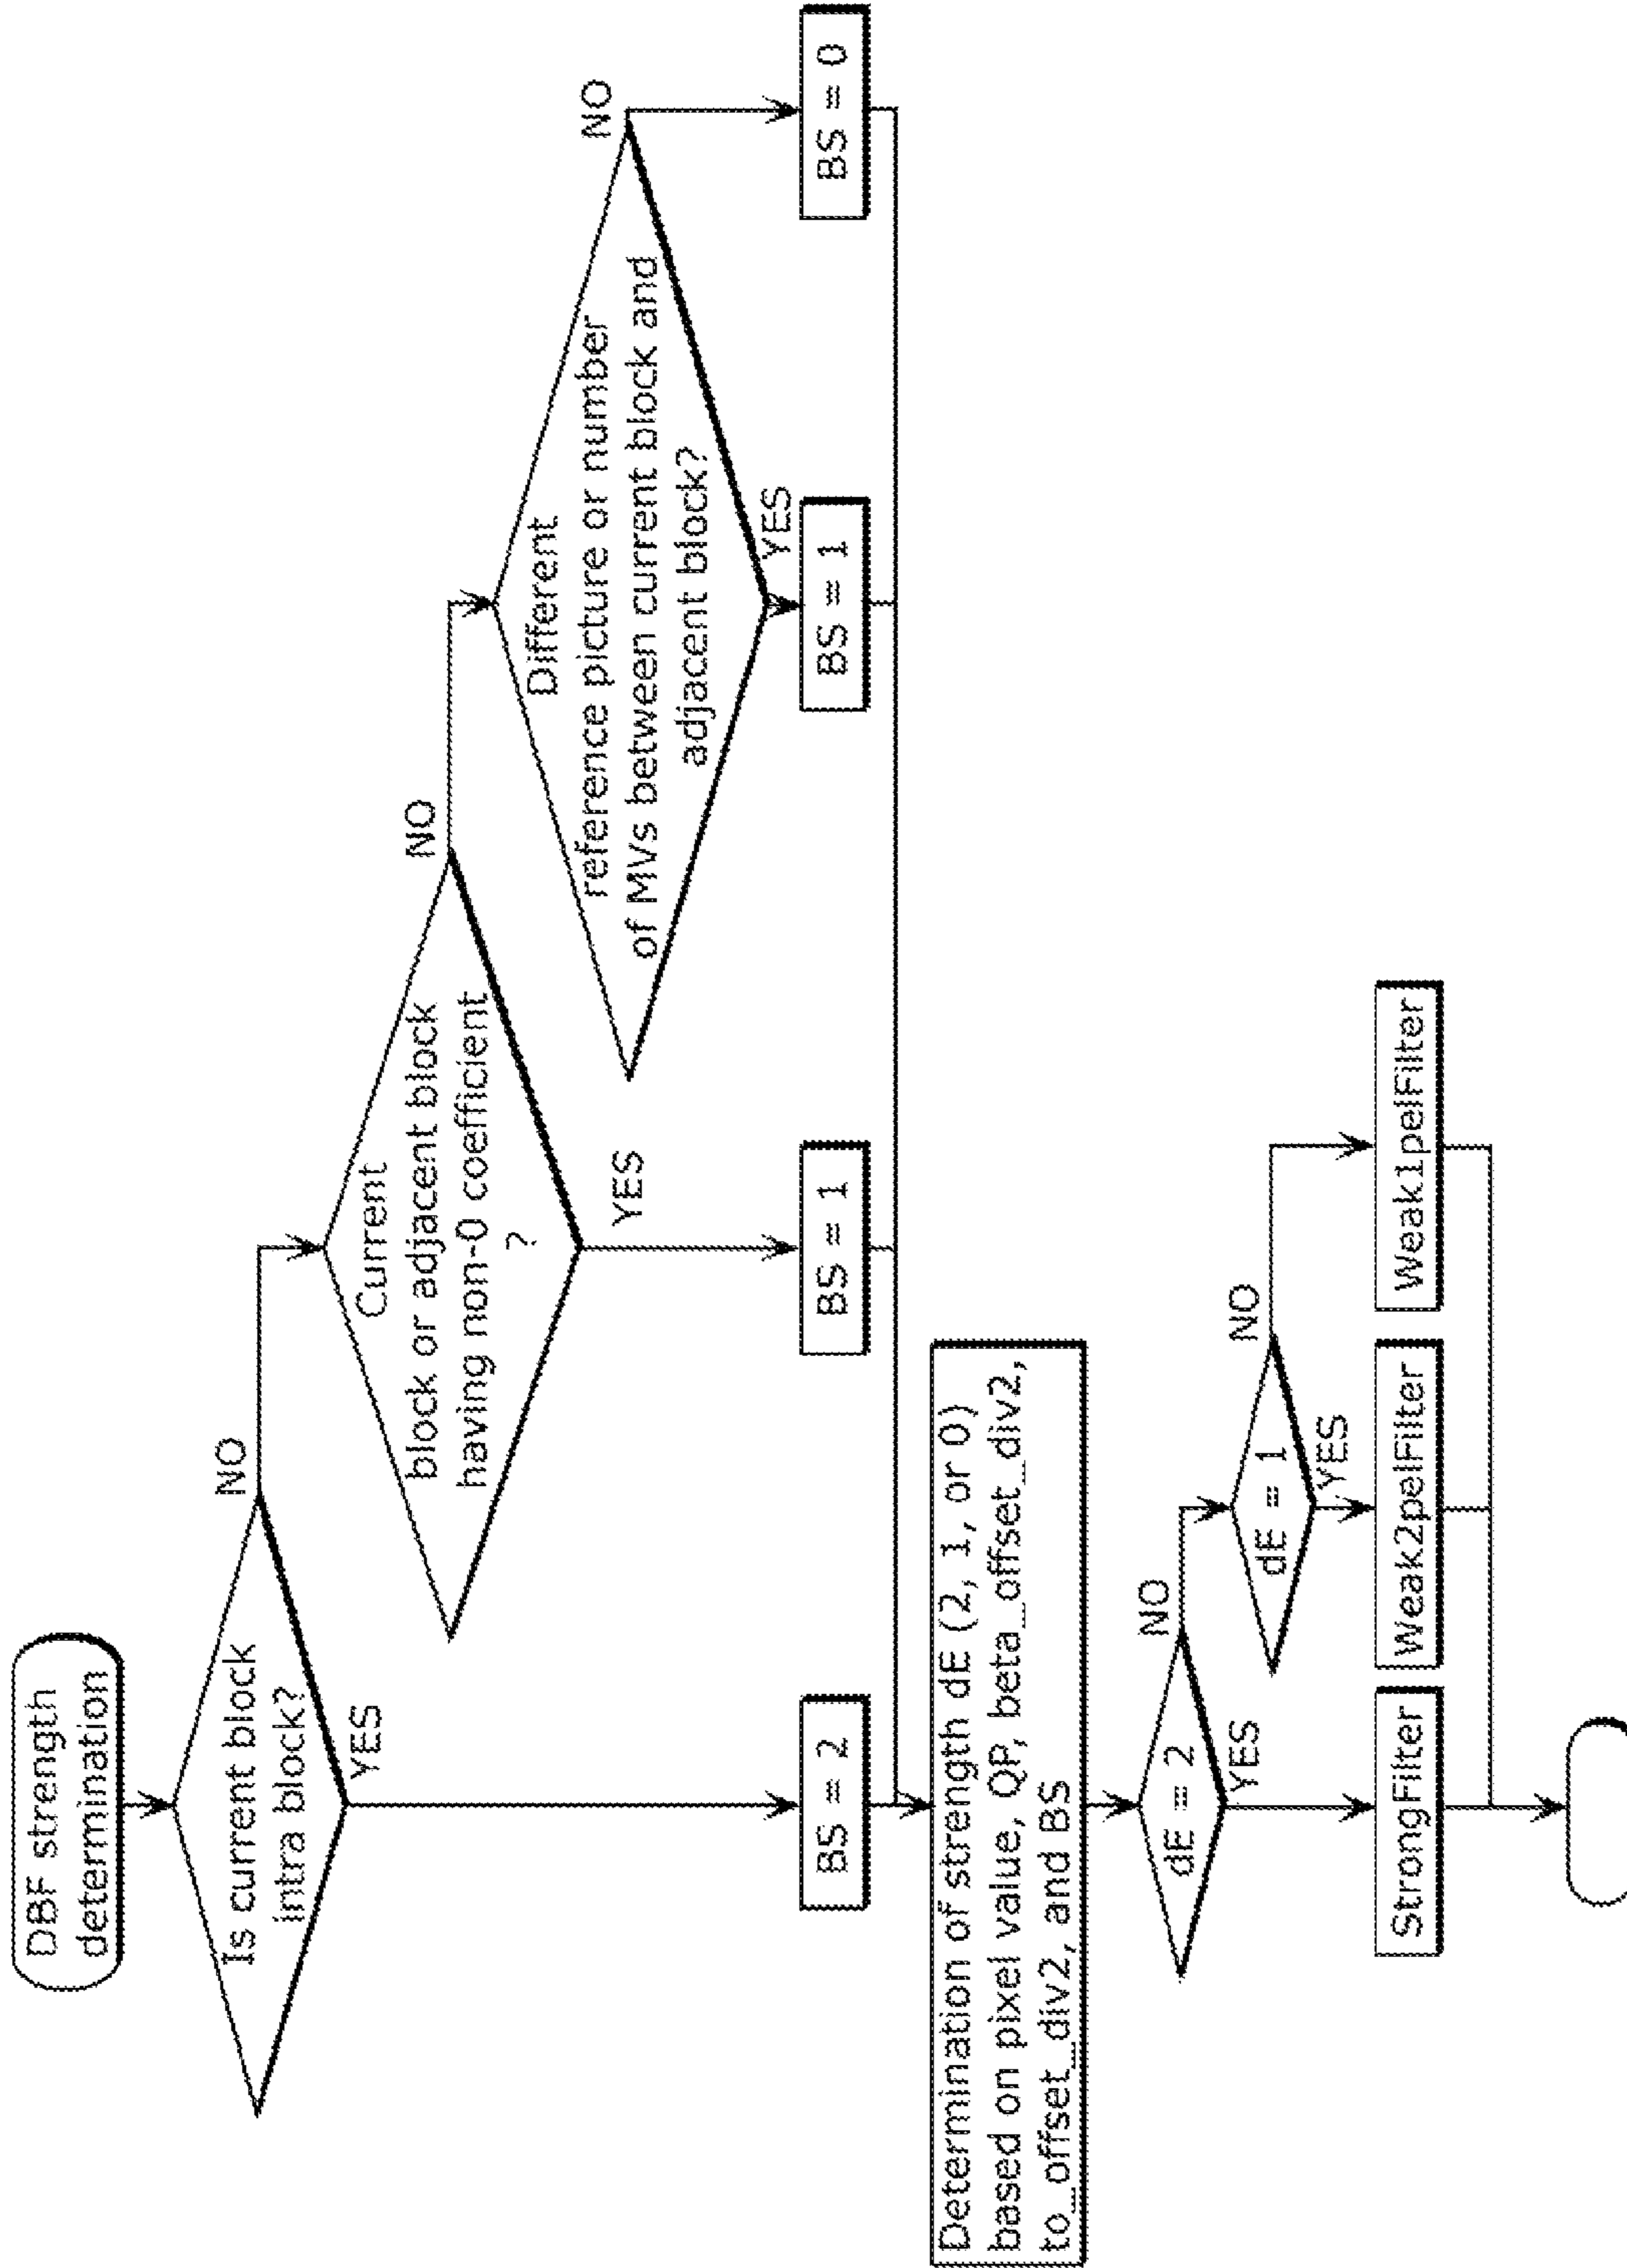 DBF strength
determination
Is current block
intra block?
NO
YES
Current
block or adjacent block
having non-0 coefficient
?
NO
YES
Different
reference picture or number
of MVs between current block and
adjacent block?
NO
YES
BS = 2
BS = 1
BS = 1
BS = 0
Determination of strength dE (2, 1, or 0)
based on pixel value, QP, beta_offset_div2,
to_offset_div2, and BS
dE = 2
NO
YES
dE = 1
NO
YES
StrongFilter
Weak2pelFilter
Weak1pelFilter